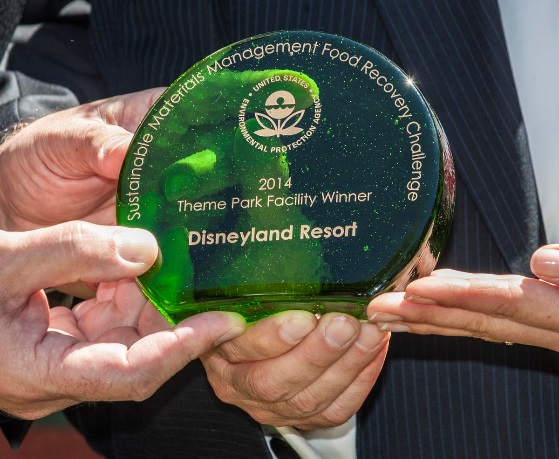 Sustainable Materials Management Food Recovery Challenge
UNITED STATES
ENVIRONMENTAL PROTECTION AGENCY
2014
Theme Park Facility Winner
Disneyland Resort